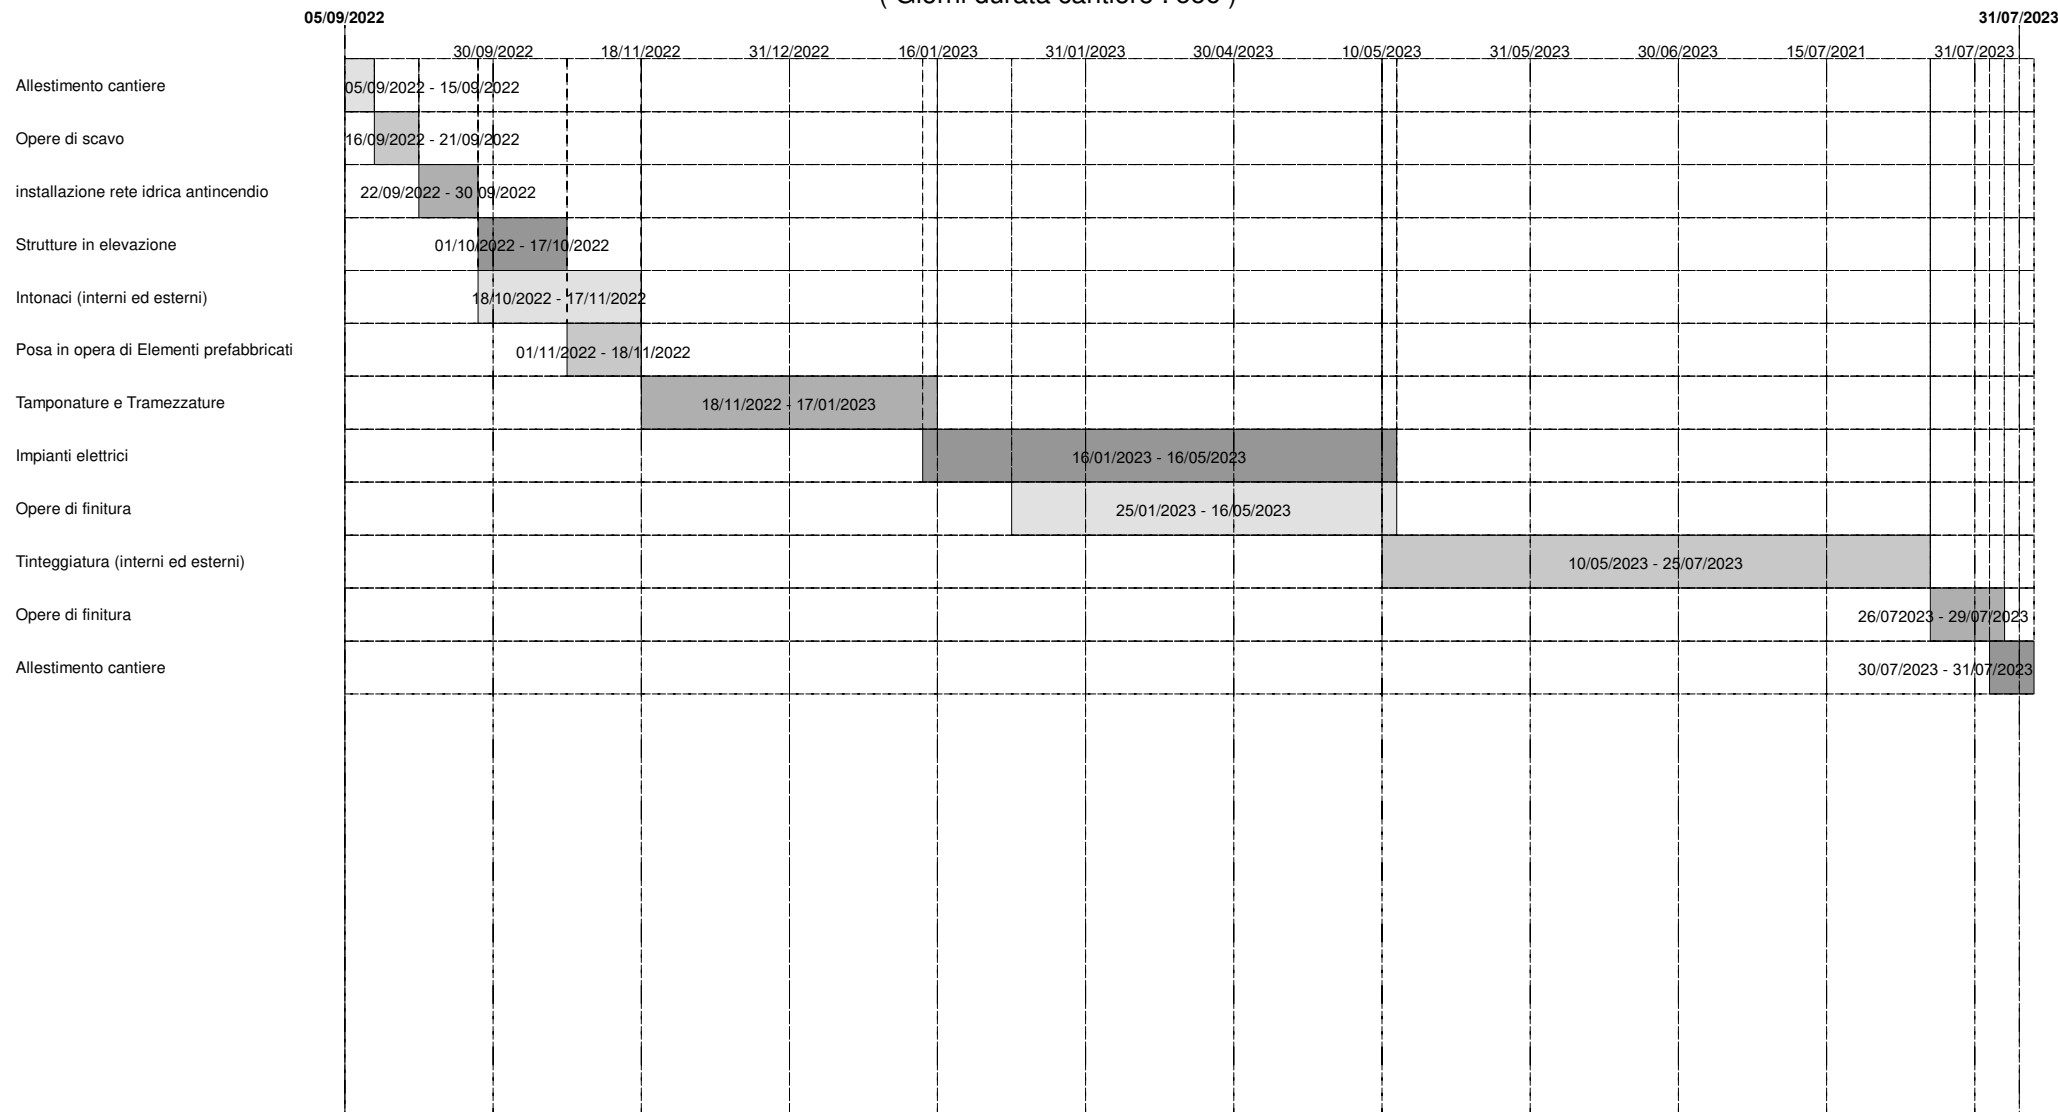 05/09/2022
31/07/2023
30/09/2022 18/11/2022 31/12/2022 16/01/2023 31/01/2023 30/04/2023 10/05/2023 31/05/2023 30/06/2023 15/07/2021 31/07/2023
Allestimento cantiere 05/09/2022 - 15/09/2022
Opere di scavo 16/09/2022 - 21/09/2022
installazione rete idrica antincendio 22/09/2022 - 30 09/2022
Strutture in elevazione 01/10/2022 - 17/10/2022
Intonaci (interni ed esterni) 18/10/2022 - 17/11/2022
Posa in opera di Elementi prefabbricati 01/11/2022 - 18/11/2022
Tamponature e Tramezzature 18/11/2022 - 17/01/2023
Impianti elettrici 16/01/2023 - 16/05/2023
Opere di finitura 25/01/2023 - 16/05/2023
Tinteggiatura (interni ed esterni) 10/05/2023 - 25/07/2023
Opere di finitura 26/072023 - 29/07/2023
Allestimento cantiere 30/07/2023 - 31/07/2023